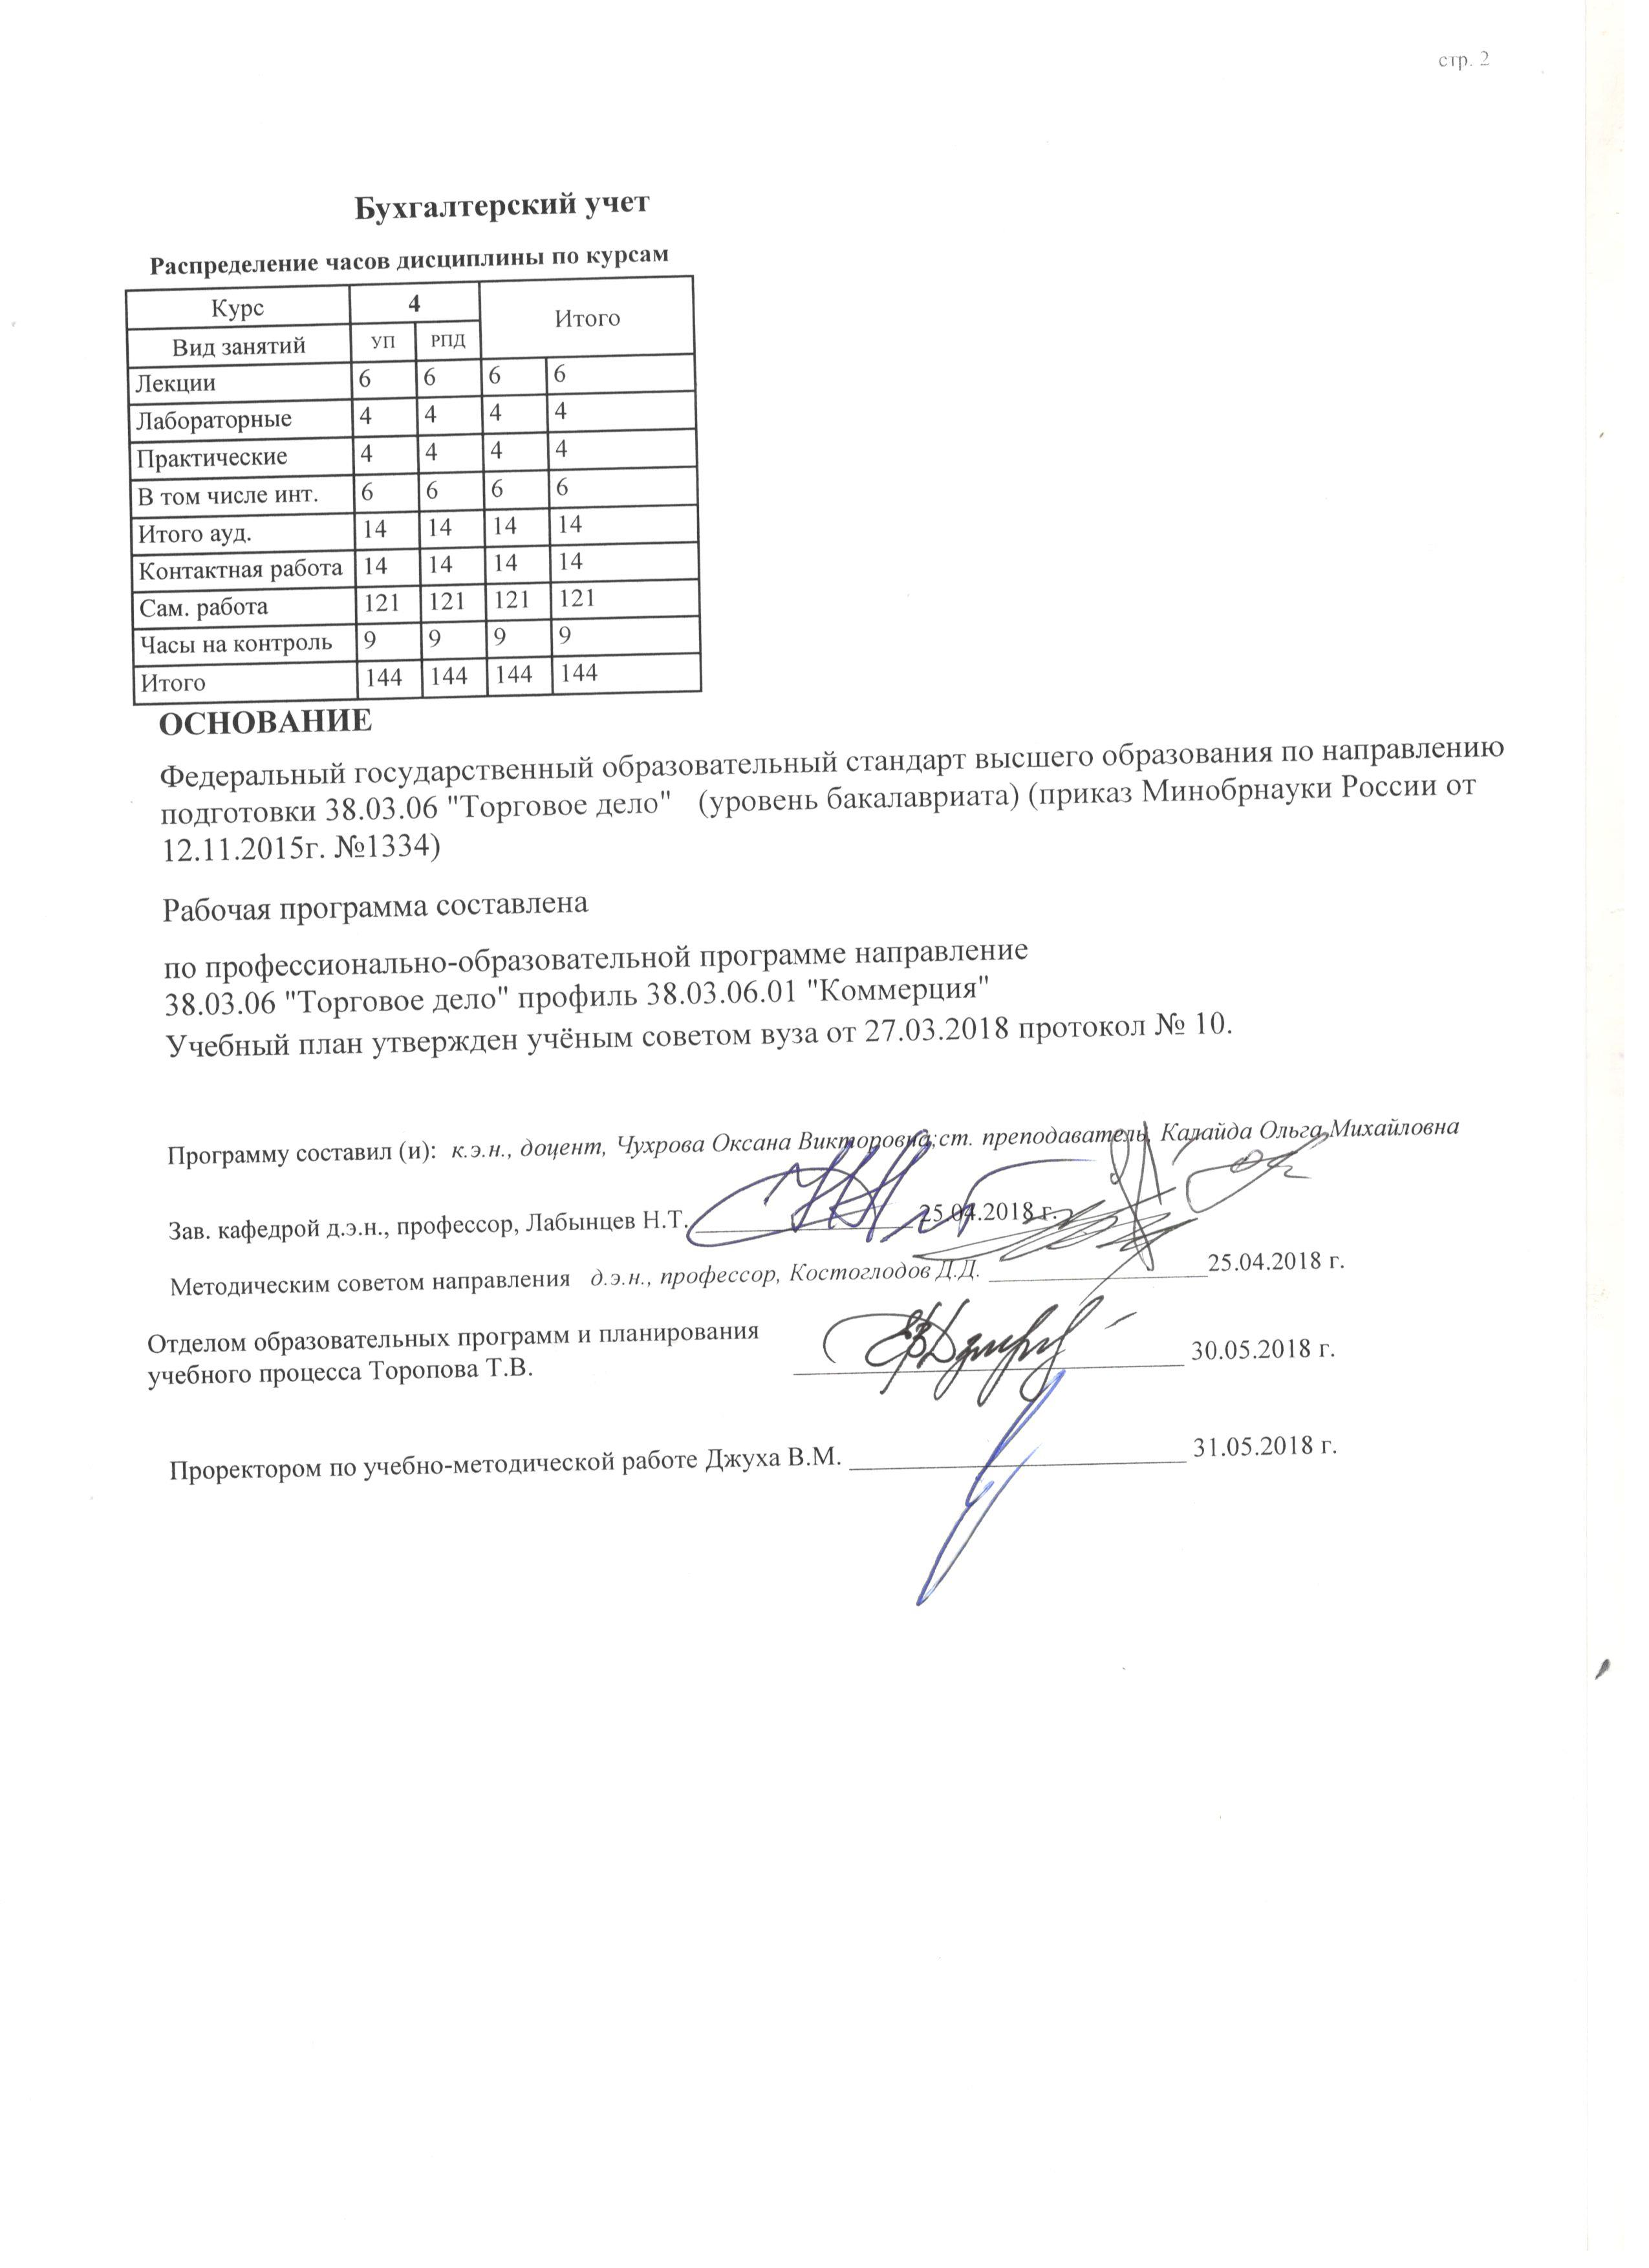 стр. 2
Бухгалтерский учет
Распределение часов дисциплины по курсам
Курс 4 Итого
Вид занятий УП РПД
Лекции 6 6 6 6
Лабораторные 4 4 4 4
Практические 4 4 4 4
В том числе инт. 6 6 6 6
Итого ауд. 14 14 14 14
Контактная работа 14 14 14 14
Сам. работа 121 121 121 121
Часы на контроль 9 9 9 9
Итого 144 144 144 144
ОСНОВАНИЕ
Федеральный государственный образовательный стандарт высшего образования по направлению
подготовки 38.03.06 "Торговое дело" (уровень бакалавриата) (приказ Минобрнауки России от
12.11.2015г. №1334)
Рабочая программа составлена
по профессионально-образовательной программе направление
38.03.06 "Торговое дело" профиль 38.03.06.01 "Коммерция"
Учебный план утвержден учёным советом вуза от 27.03.2018 протокол № 10.
Программу составил (и): к.э.н., доцент, Чухрова Оксана Викторовна;ст. преподаватель, Калайда Ольга Михайловна
Зав. кафедрой д.э.н., профессор, Лабынцев Н.Т. 25.04.2018 г.
Методическим советом направления д.э.н., профессор, Костоглодов Д.Д. 25.04.2018 г.
Отделом образовательных программ и планирования
учебного процесса Торопова Т.В. 30.05.2018 г.
Проректором по учебно-методической работе Джуха В.М. 31.05.2018 г.